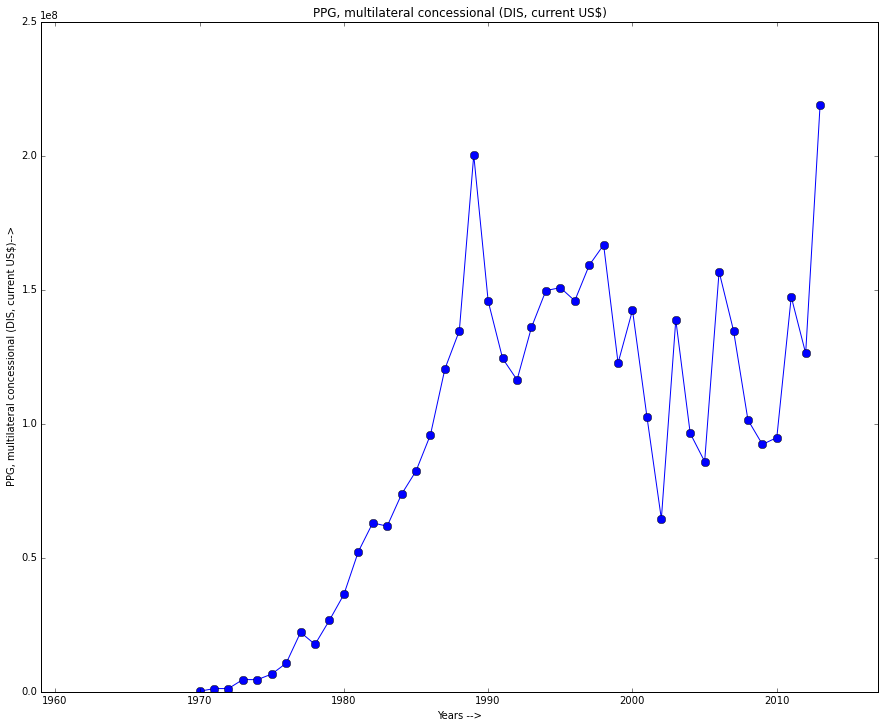 PPG, multilateral concessional (DIS, current US$)
1e8
2.5
2.0
1.5
1.0
0.5
0.0
PPG, multilateral concessional (DIS, current US$)-->
1960 1970 1980 1990 2000 2010
Years -->